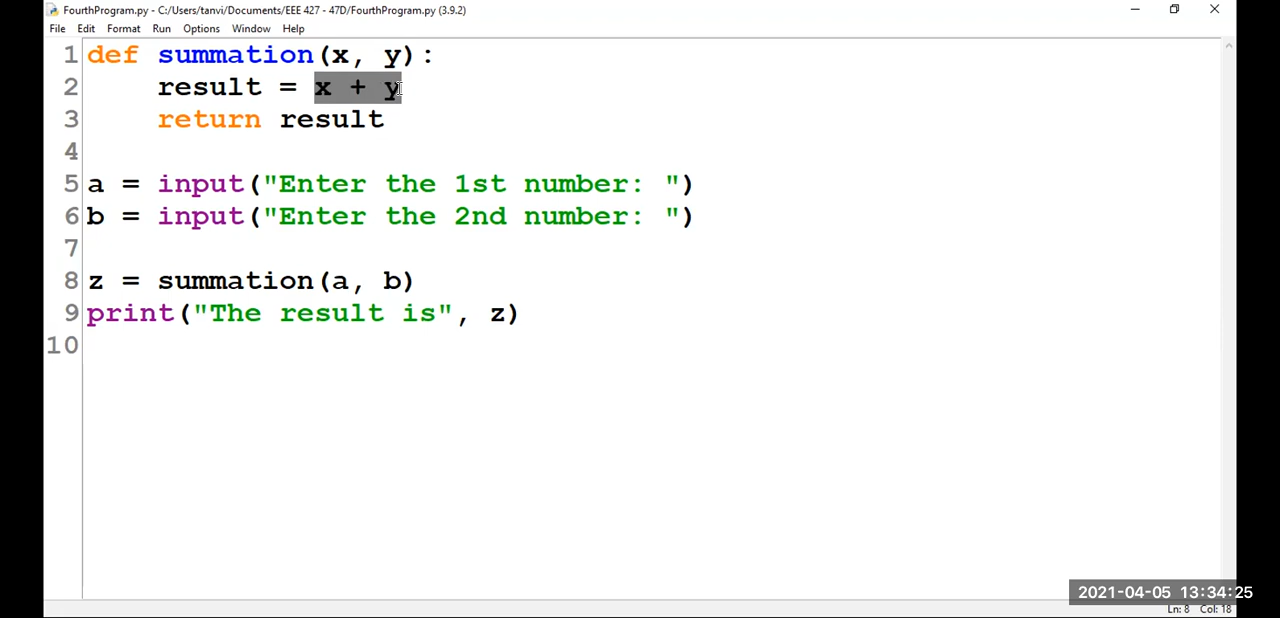 FourthProgram.py - C:/Users/tanvi/Documents/EEE 427 - 47D/FourthProgram.py (3.9.2)
File Edit Format Run Options Window Help
1 def summation(x, y):
2     result = x + y
3     return result
4
5 a = input("Enter the 1st number: ")
6 b = input("Enter the 2nd number: ")
7
8 z = summation(a, b)
9 print("The result is", z)
10
2021-04-05 13:34:25
Ln: 8 Col: 18